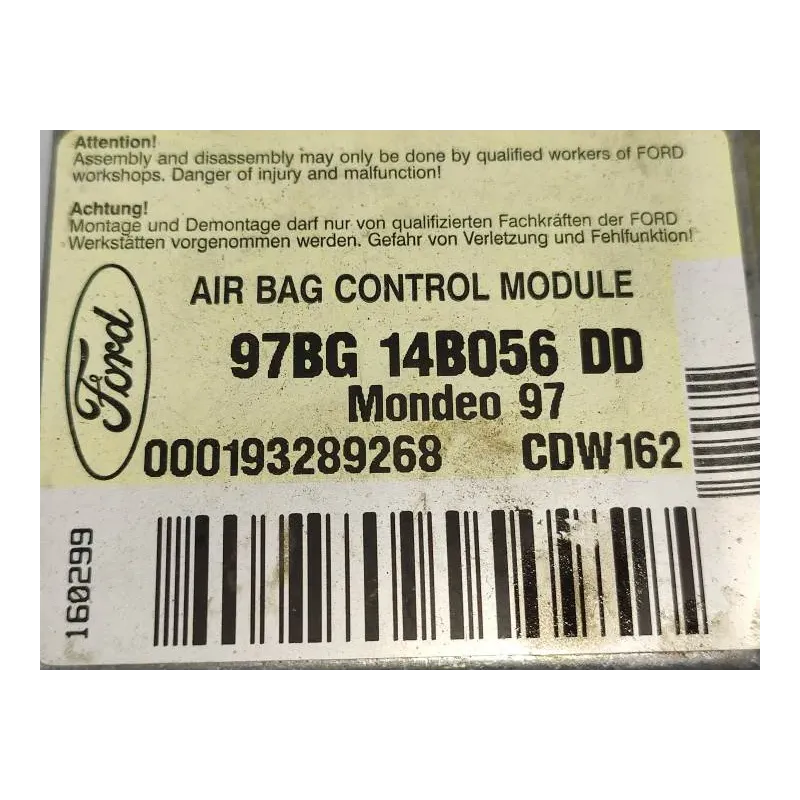 Attention!
Assembly and disassembly may only be done by qualified workers of FORD
workshops. Danger of injury and malfunction!
Achtung!
Montage und Demontage darf nur von qualifizierten Fachkräften der FORD
Werkstätten vorgenommen werden. Gefahr von Verletzung und Fehlfunktion!
Ford
AIR BAG CONTROL MODULE
97BG 14B056 DD
Mondeo 97
000193289268 CDW162
160299